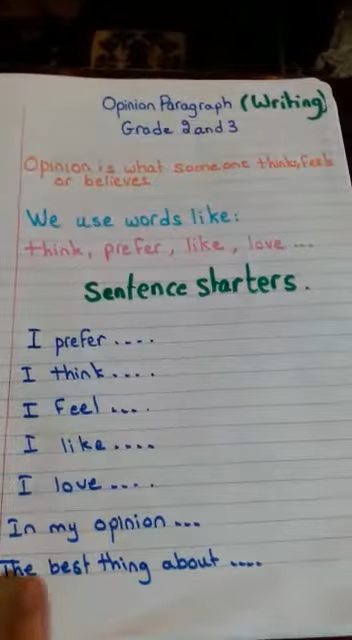 Opinion Paragraph (Writing)
Grade 2 and 3
Opinion is what someone think, feels
or believes
We use words like:
think, prefer, like, love ...
Sentence starters.
I prefer....
I think....
I Feel ....
I like....
I love....
In my opinion...
The best thing about ....